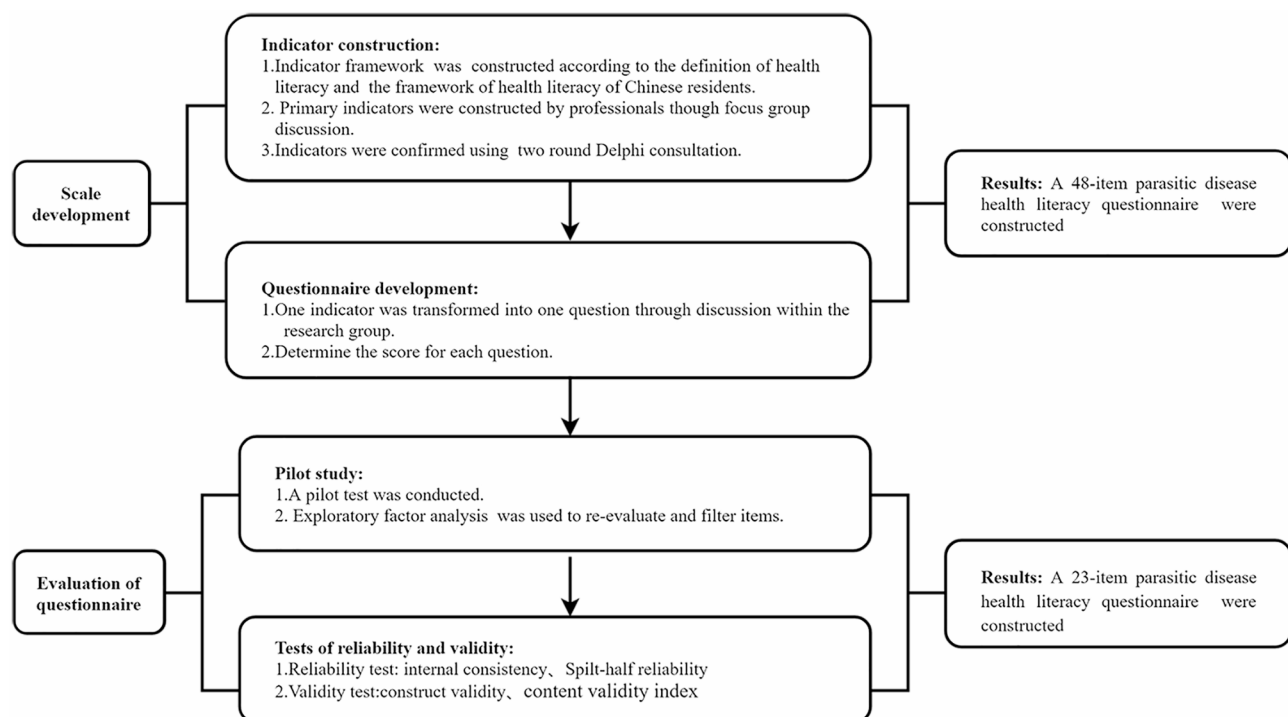 Indicator construction:
1.Indicator framework was constructed according to the definition of health
literacy and the framework of health literacy of Chinese residents.
2. Primary indicators were constructed by professionals though focus group
discussion.
3.Indicators were confirmed using two round Delphi consultation.
Scale
development
Results: A 48-item parasitic disease
health literacy questionnaire were
constructed
Questionnaire development:
1.One indicator was transformed into one question through discussion within the
research group.
2.Determine the score for each question.
Pilot study:
1.A pilot test was conducted.
2. Exploratory factor analysis was used to re-evaluate and filter items.
Evaluation of
questionnaire
Results: A 23-item parasitic disease
health literacy questionnaire were
constructed
Tests of reliability and validity:
1.Reliability test: internal consistency、Spilt-half reliability
2.Validity test:construct validity、content validity index